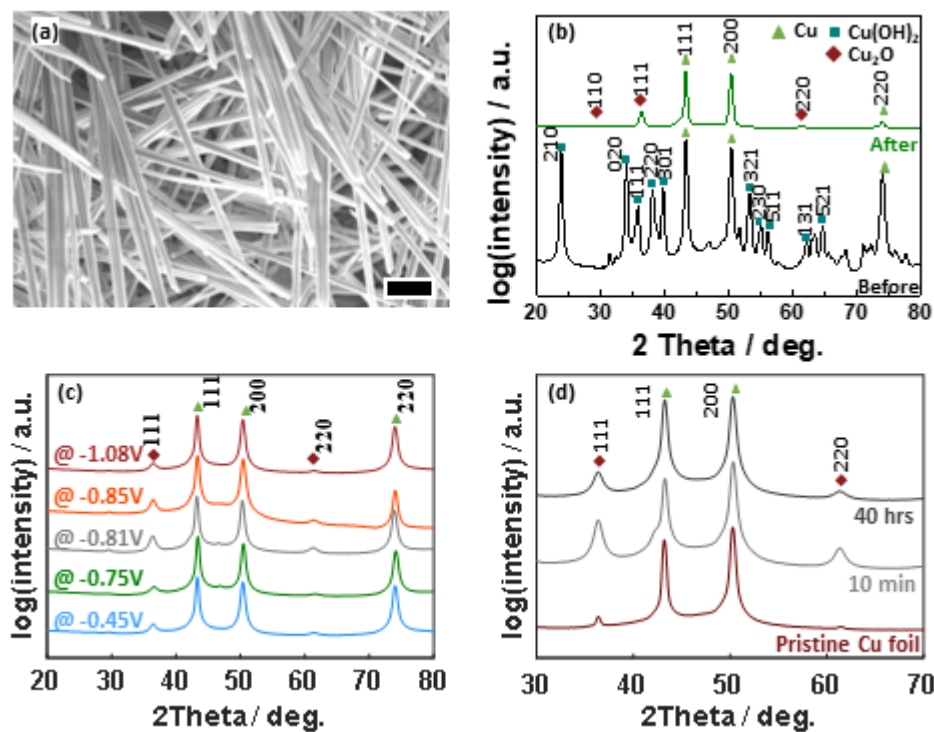 (a)
(b)
Cu
Cu(OH)₂
Cu₂O
110
111
111
200
220
220
After
210
020
111
220
301
321
230
511
131
521
Before
log(intensity) / a.u.
20 30 40 50 60 70 80
2 Theta / deg.
(c)
111
111
200
220
220
@ -1.08V
@ -0.85V
@ -0.81V
@ -0.75V
@ -0.45V
log(intensity) / a.u.
20 30 40 50 60 70 80
2Theta/ deg.
(d)
111
111
200
220
40 hrs
10 min
Pristine Cu foil
log(intensity) / a.u.
30 40 50 60 70
2Theta/ deg.